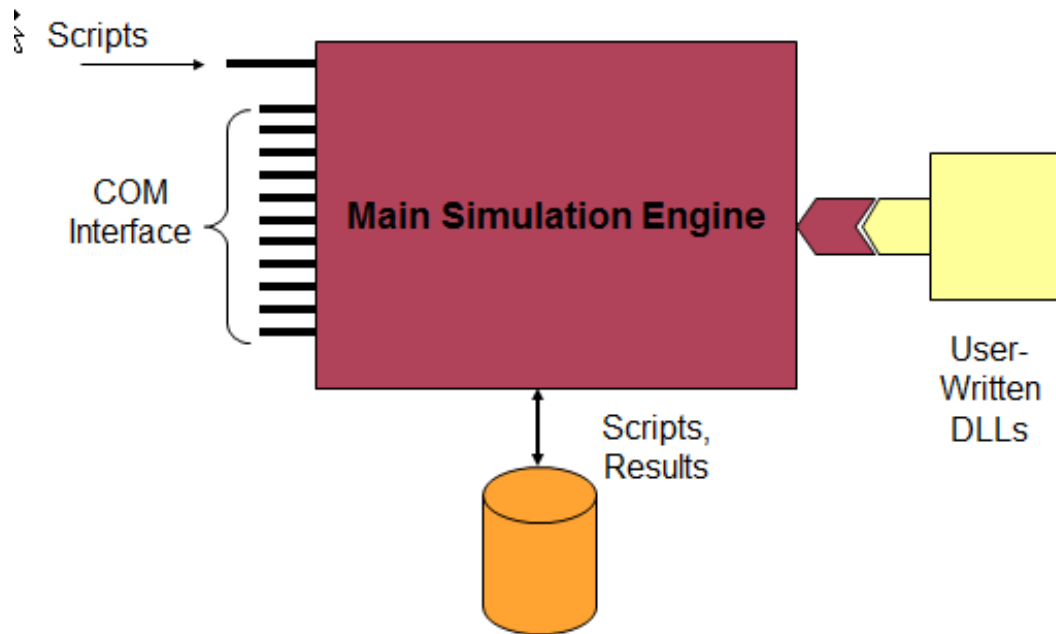 Scripts
COM
Interface
Main Simulation Engine
User-
Written
DLLs
Scripts,
Results